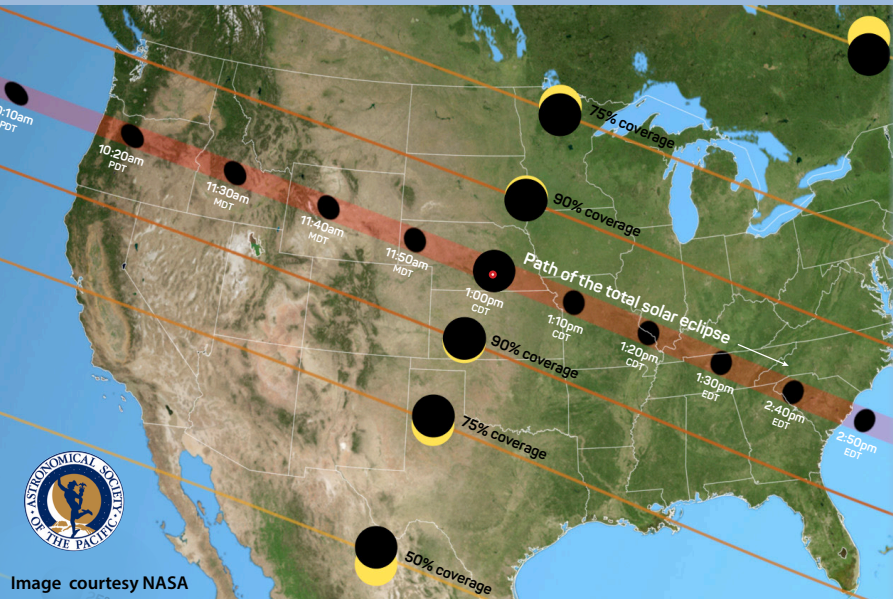 :10am
PDT
10:20am
PDT
11:30am
MDT
11:40am
MDT
11:50am
MDT
1:00pm
CDT
1:10pm
CDT
1:20pm
CDT
1:30pm
EDT
2:40pm
EDT
2:50pm
EDT
75% coverage
90% coverage
Path of the total solar eclipse
90% coverage
75% coverage
50% coverage
ASTRONOMICAL SOCIETY
OF THE PACIFIC
Image courtesy NASA